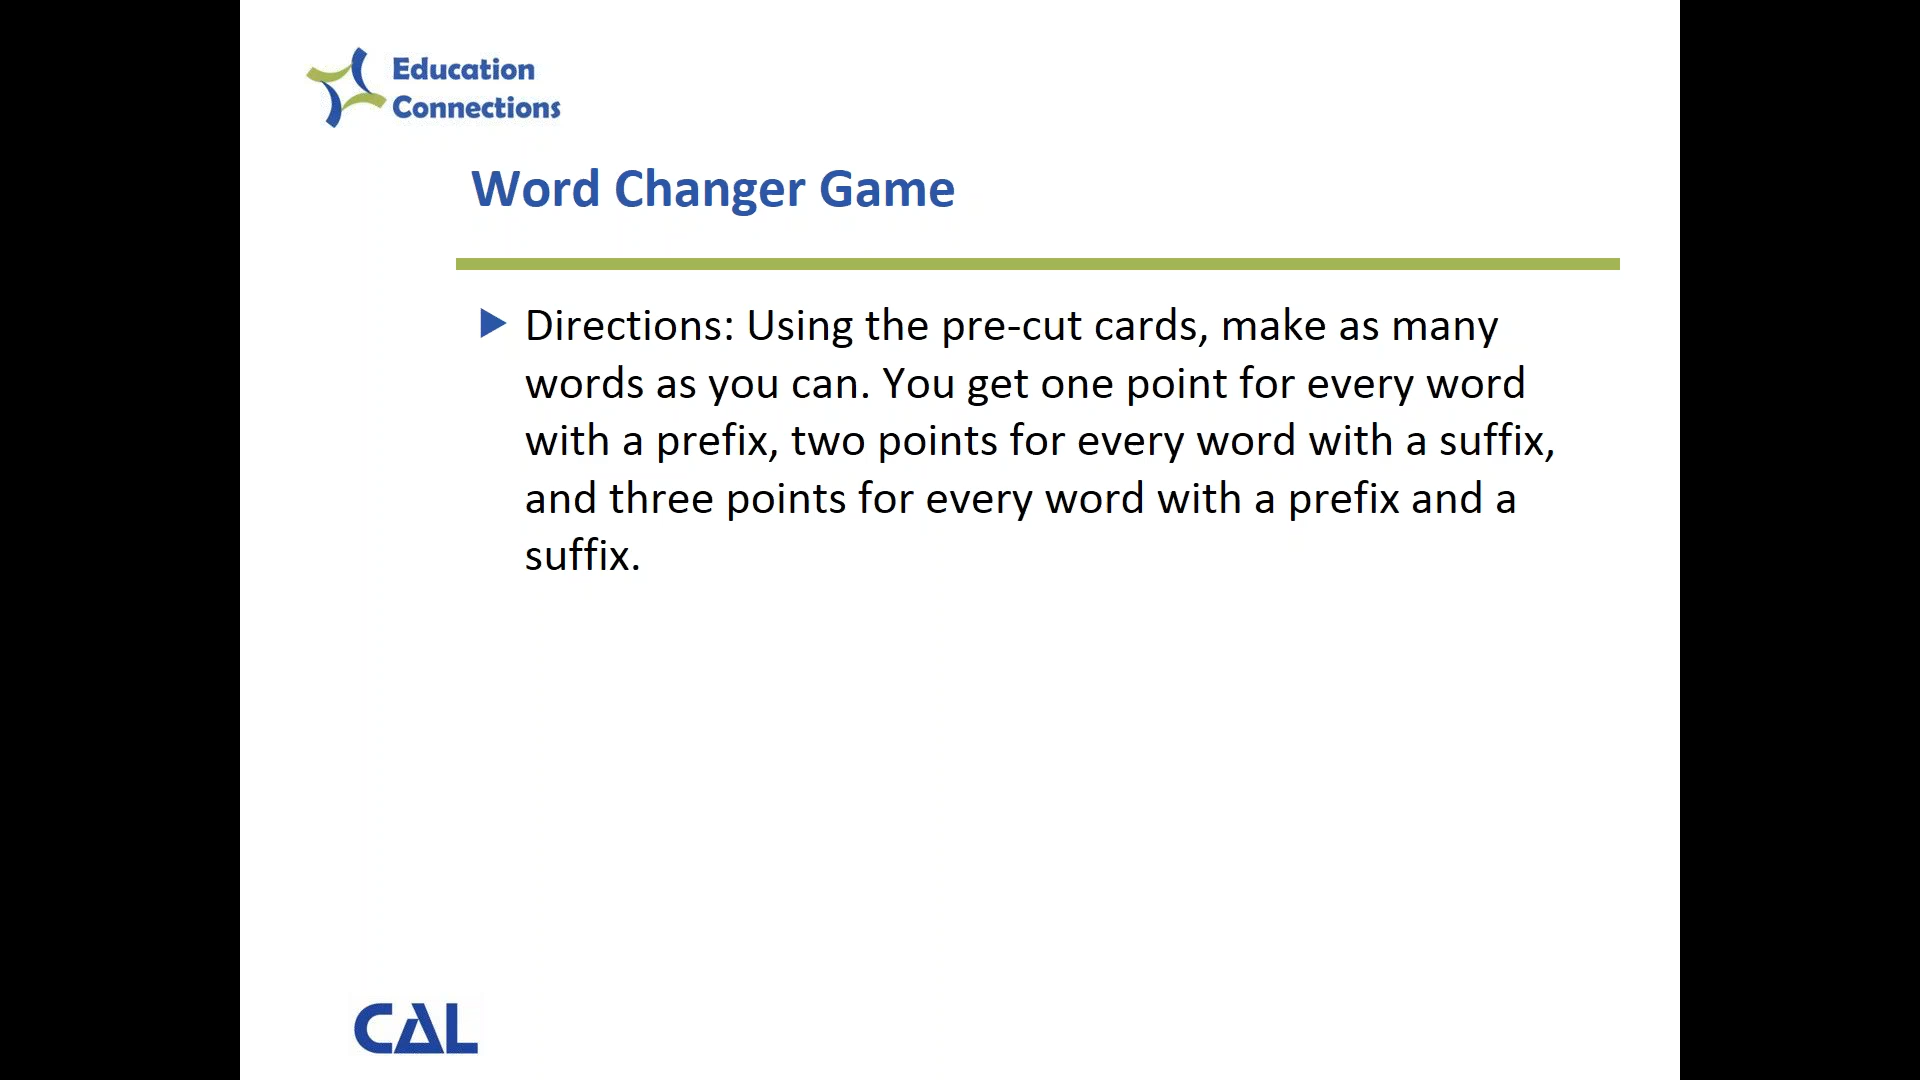 Education
Connections
Word Changer Game
Directions: Using the pre-cut cards, make as many
words as you can. You get one point for every word
with a prefix, two points for every word with a suffix,
and three points for every word with a prefix and a
suffix.
CAL